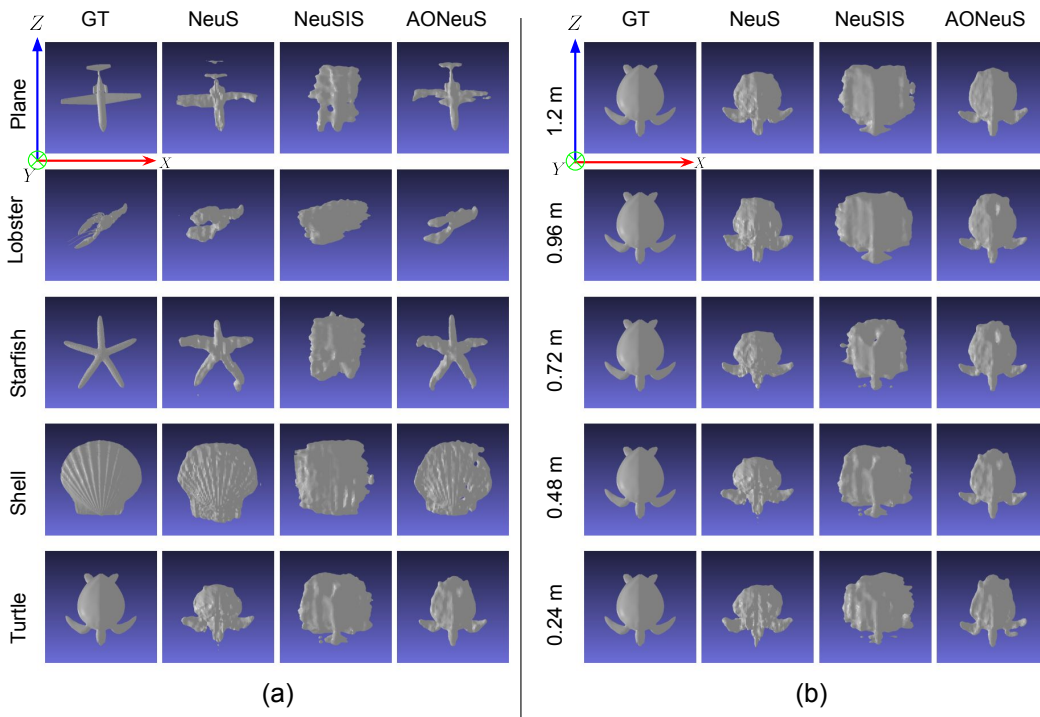 GT NeuS NeuSIS AONeuS
Z
Plane
Y X
Lobster
Starfish
Shell
Turtle
(a)
GT NeuS NeuSIS AONeuS
Z
1.2 m
Y X
0.96 m
0.72 m
0.48 m
0.24 m
(b)